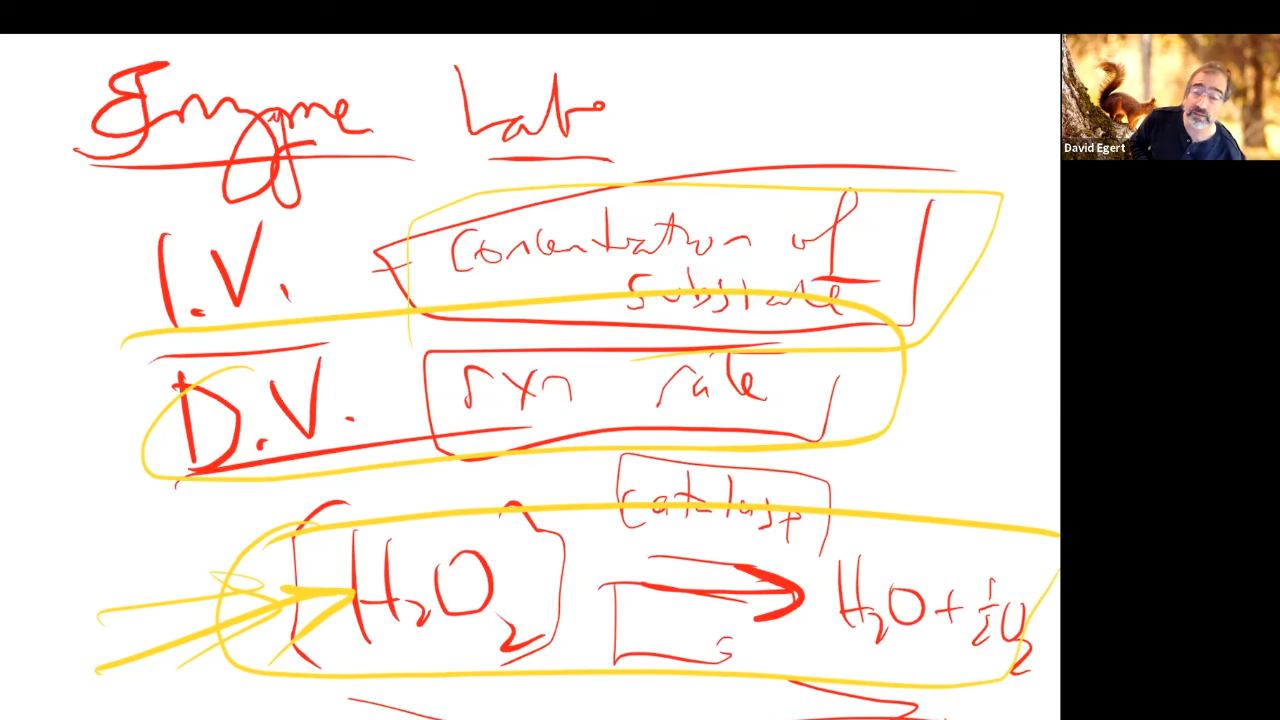 Enzyme Lab
David Egert
I.V. Concentration of
substrate
D.V. rxn rate
catalase
[H₂O₂] → H₂O + ½O₂